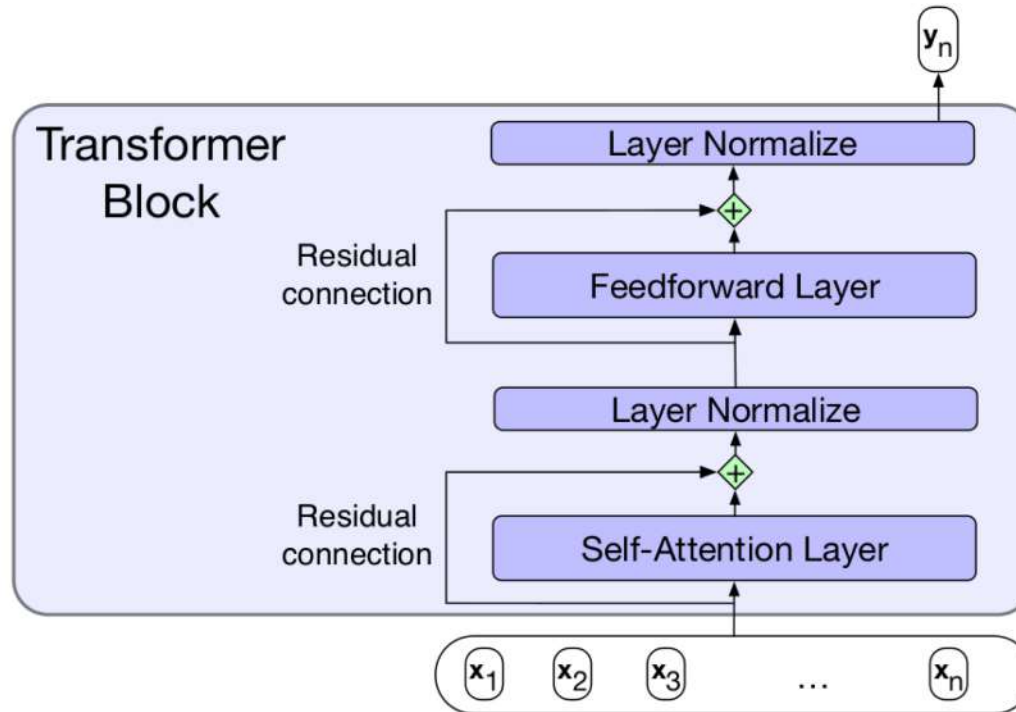 yₙ
Transformer
Block
Layer Normalize
+
Residual
connection
Feedforward Layer
Layer Normalize
+
Residual
connection
Self-Attention Layer
x₁ x₂ x₃ ... xₙ